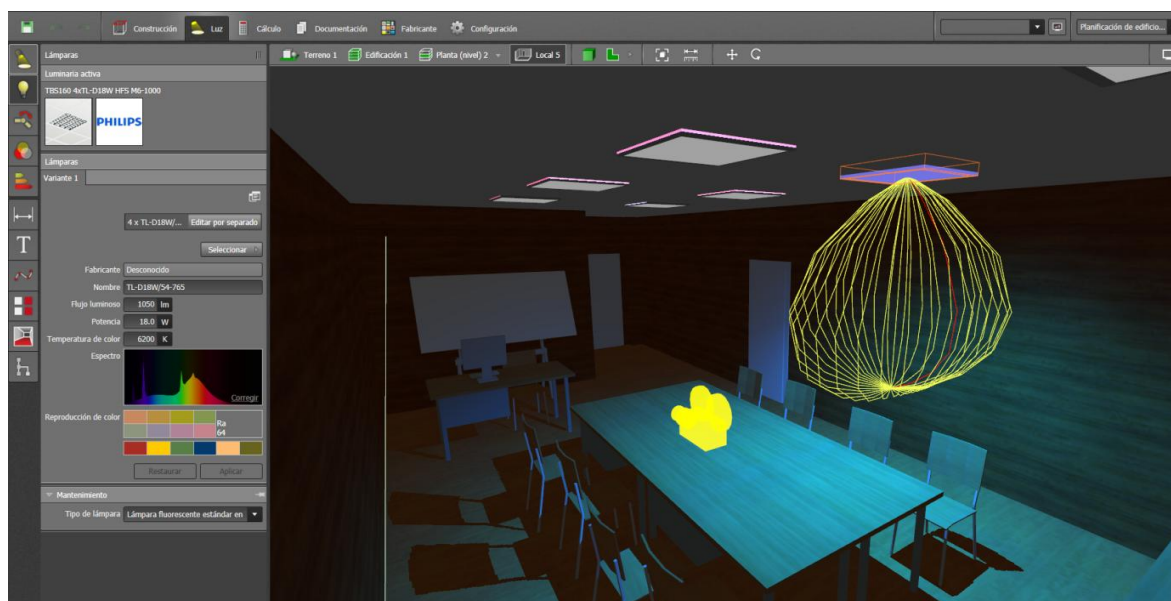 Construcción Luz Cálculo Documentación Fabricante Configuración Planificación de edificio...
Lámparas
Terreno 1 Edificación 1 Planta (nivel) 2 Local 5
Luminaria activa
TBS160 4xTL-D18W HFS M6-1000
PHILIPS
Lámparas
Variante 1
4 x TL-D18W/... Editar por separado
Seleccionar
Fabricante Desconocido
Nombre TL-D18W/54-765
Flujo luminoso 1050 lm
Potencia 18.0 W
Temperatura de color 6200 K
Espectro
Corregir
Reproducción de color Ra
64
Restaurar Aplicar
Mantenimiento
Tipo de lámpara Lámpara fluorescente estándar en
T